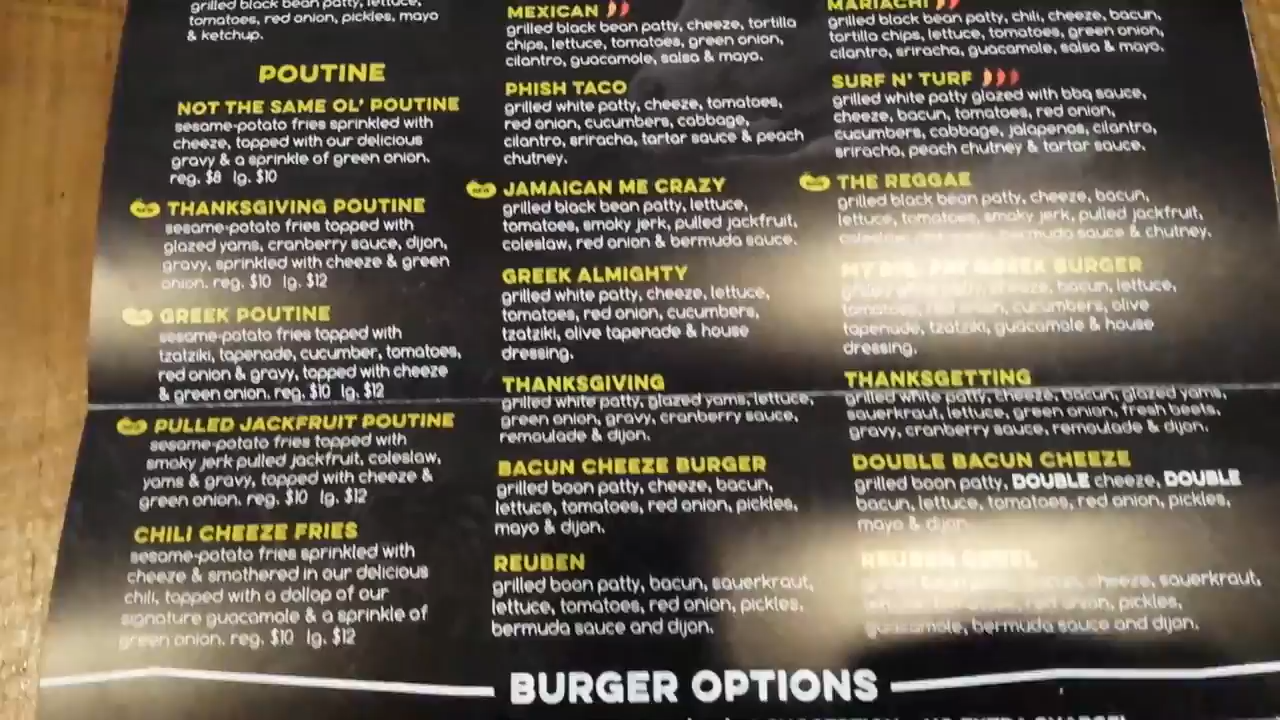 grilled black bean patty, lettuce,
tomatoes, red onion, pickles, mayo
& ketchup.
POUTINE
NOT THE SAME OL' POUTINE
sesame-potato fries sprinkled with
cheeze, topped with our delicious
gravy & a sprinkle of green onion.
reg. $8 lg. $10
NEW THANKSGIVING POUTINE
sesame-potato fries topped with
glazed yams, cranberry sauce, dijon,
gravy, sprinkled with cheeze & green
onion. reg. $10 lg. $12
GREEK POUTINE
sesame-potato fries topped with
tzatziki, tapenade, cucumber, tomatoes,
red onion & gravy, topped with cheeze
& green onion. reg. $10 lg. $12
PULLED JACKFRUIT POUTINE
sesame-potato fries topped with
smoky jerk pulled jackfruit, coleslaw,
yams & gravy, topped with cheeze &
green onion. reg. $10 lg. $12
CHILI CHEEZE FRIES
sesame-potato fries sprinkled with
cheeze & smothered in our delicious
chili, topped with a dollop of our
signature guacamole & a sprinkle of
green onion. reg. $10 lg. $12
MEXICAN
grilled black bean patty, cheeze, tortilla
chips, lettuce, tomatoes, green onion,
cilantro, guacamole, salsa & mayo.
PHISH TACO
grilled white patty, cheeze, tomatoes,
red onion, cucumbers, cabbage,
cilantro, sriracha, tartar sauce & peach
chutney.
NEW JAMAICAN ME CRAZY
grilled black bean patty, lettuce,
tomatoes, smoky jerk, pulled jackfruit,
coleslaw, red onion & bermuda sauce.
GREEK ALMIGHTY
grilled white patty, cheeze, lettuce,
tomatoes, red onion, cucumbers,
tzatziki, olive tapenade & house
dressing.
THANKSGIVING
grilled white patty, glazed yams, lettuce,
green onion, gravy, cranberry sauce,
remoulade & dijon.
BACUN CHEEZE BURGER
grilled boon patty, cheeze, bacun,
lettuce, tomatoes, red onion, pickles,
mayo & dijon.
REUBEN
grilled boon patty, bacun, sauerkraut,
lettuce, tomatoes, red onion, pickles,
bermuda sauce and dijon.
MARIACHI
grilled black bean patty, chili, cheeze, bacun,
tortilla chips, lettuce, tomatoes, green onion,
cilantro, sriracha, guacamole, salsa & mayo.
SURF N' TURF
grilled white patty glazed with bbq sauce,
cheeze, bacun, tomatoes, red onion,
cucumbers, cabbage, jalapenos, cilantro,
sriracha, peach chutney & tartar sauce.
THE REGGAE
grilled black bean patty, cheeze, bacun,
lettuce, tomatoes, smoky jerk, pulled jackfruit,
bermuda sauce & chutney.
MY GREEK BURGER
cheeze, bacun, lettuce,
tomatoes, red onion, cucumbers, olive
tapenade, tzatziki, guacamole & house
dressing.
THANKSGETTING
grilled white patty, cheeze, bacun, glazed yams,
sauerkraut, lettuce, green onion, fresh beets,
gravy, cranberry sauce, remoulade & dijon.
DOUBLE BACUN CHEEZE
grilled boon patty, DOUBLE cheeze, DOUBLE
bacun, lettuce, tomatoes, red onion, pickles,
mayo & dijon
REUBEN
cheeze, sauerkraut,
red onion, pickles,
guacamole, bermuda sauce and dijon.
BURGER OPTIONS